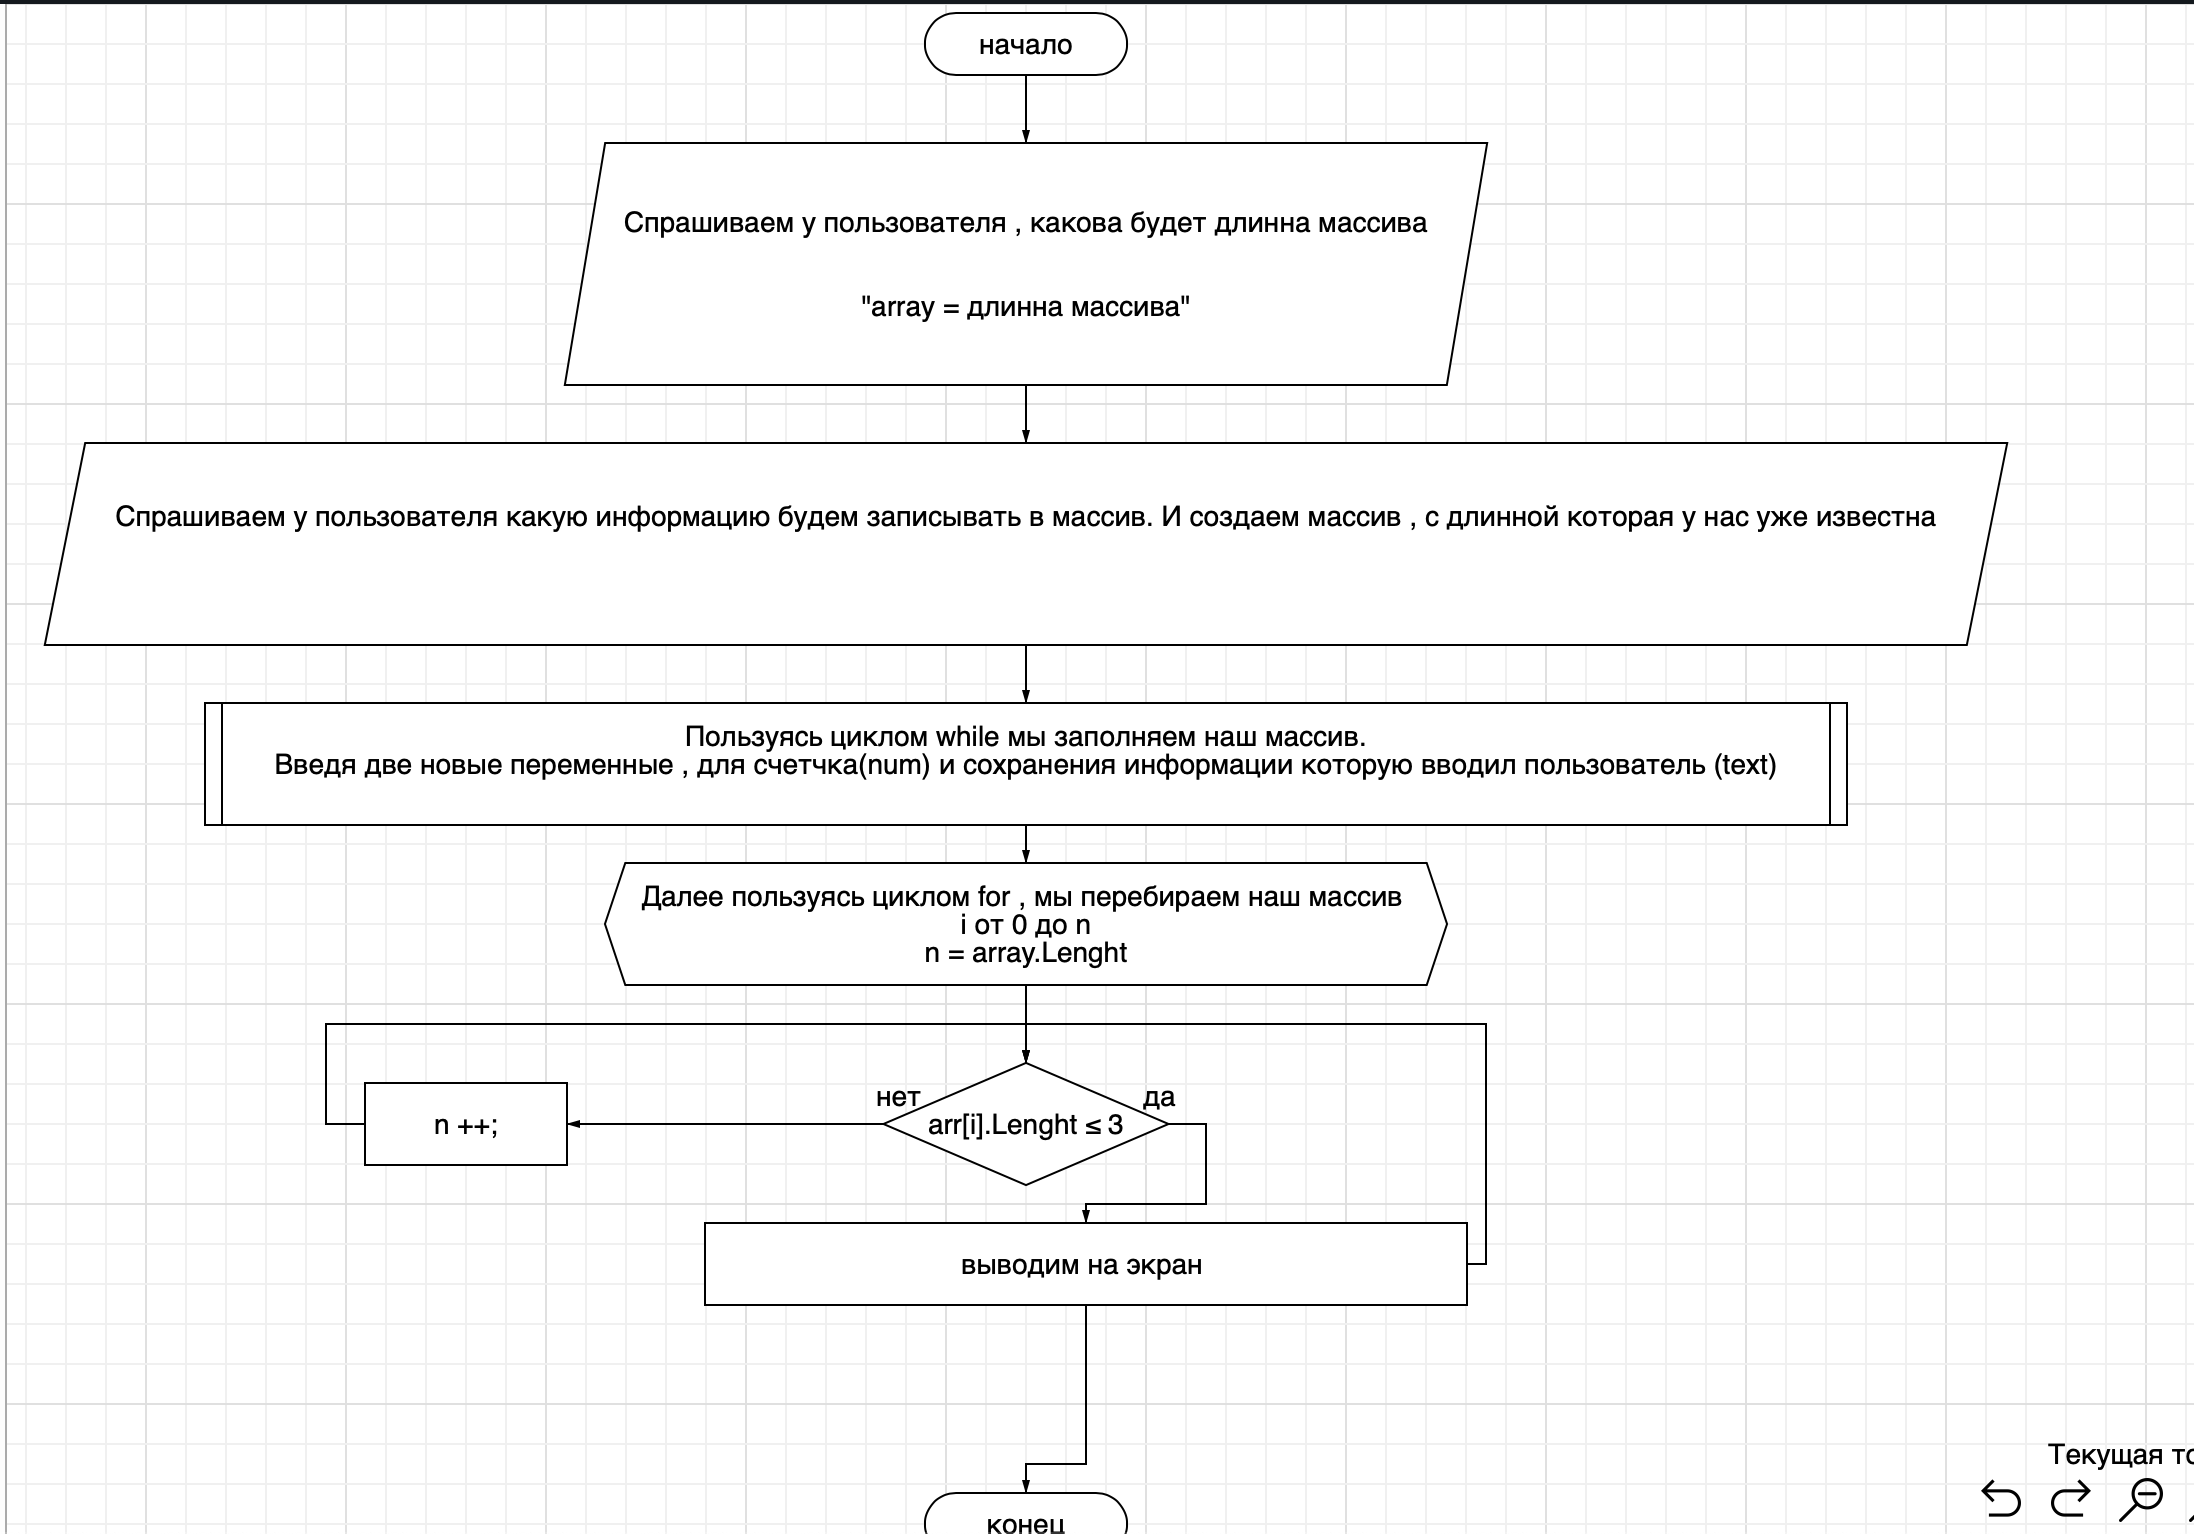 начало
Спрашиваем у пользователя , какова будет длинна массива
"array = длинна массива"
Спрашиваем у пользователя какую информацию будем записывать в массив. И создаем массив , с длинной которая у нас уже известна
Пользуясь циклом while мы заполняем наш массив.
Введя две новые переменные , для счетчка(num) и сохранения информации которую вводил пользователь (text)
Далее пользуясь циклом for , мы перебираем наш массив
i от 0 до n
n = array.Lenght
нет
да
arr[i].Lenght ≤ 3
n ++;
выводим на экран
Текущая
конец